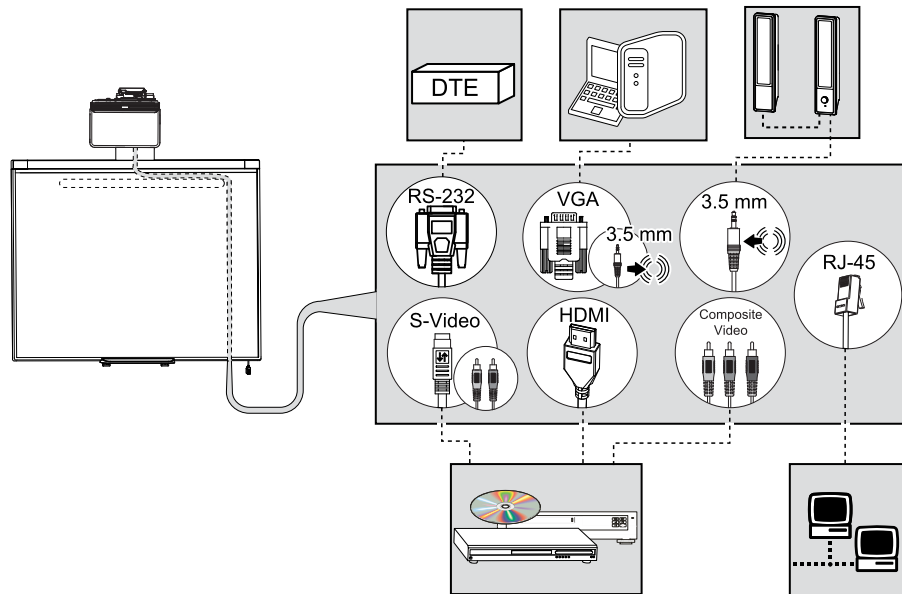 DTE
RS-232
VGA
3.5 mm
3.5 mm
RJ-45
S-Video
HDMI
Composite
Video